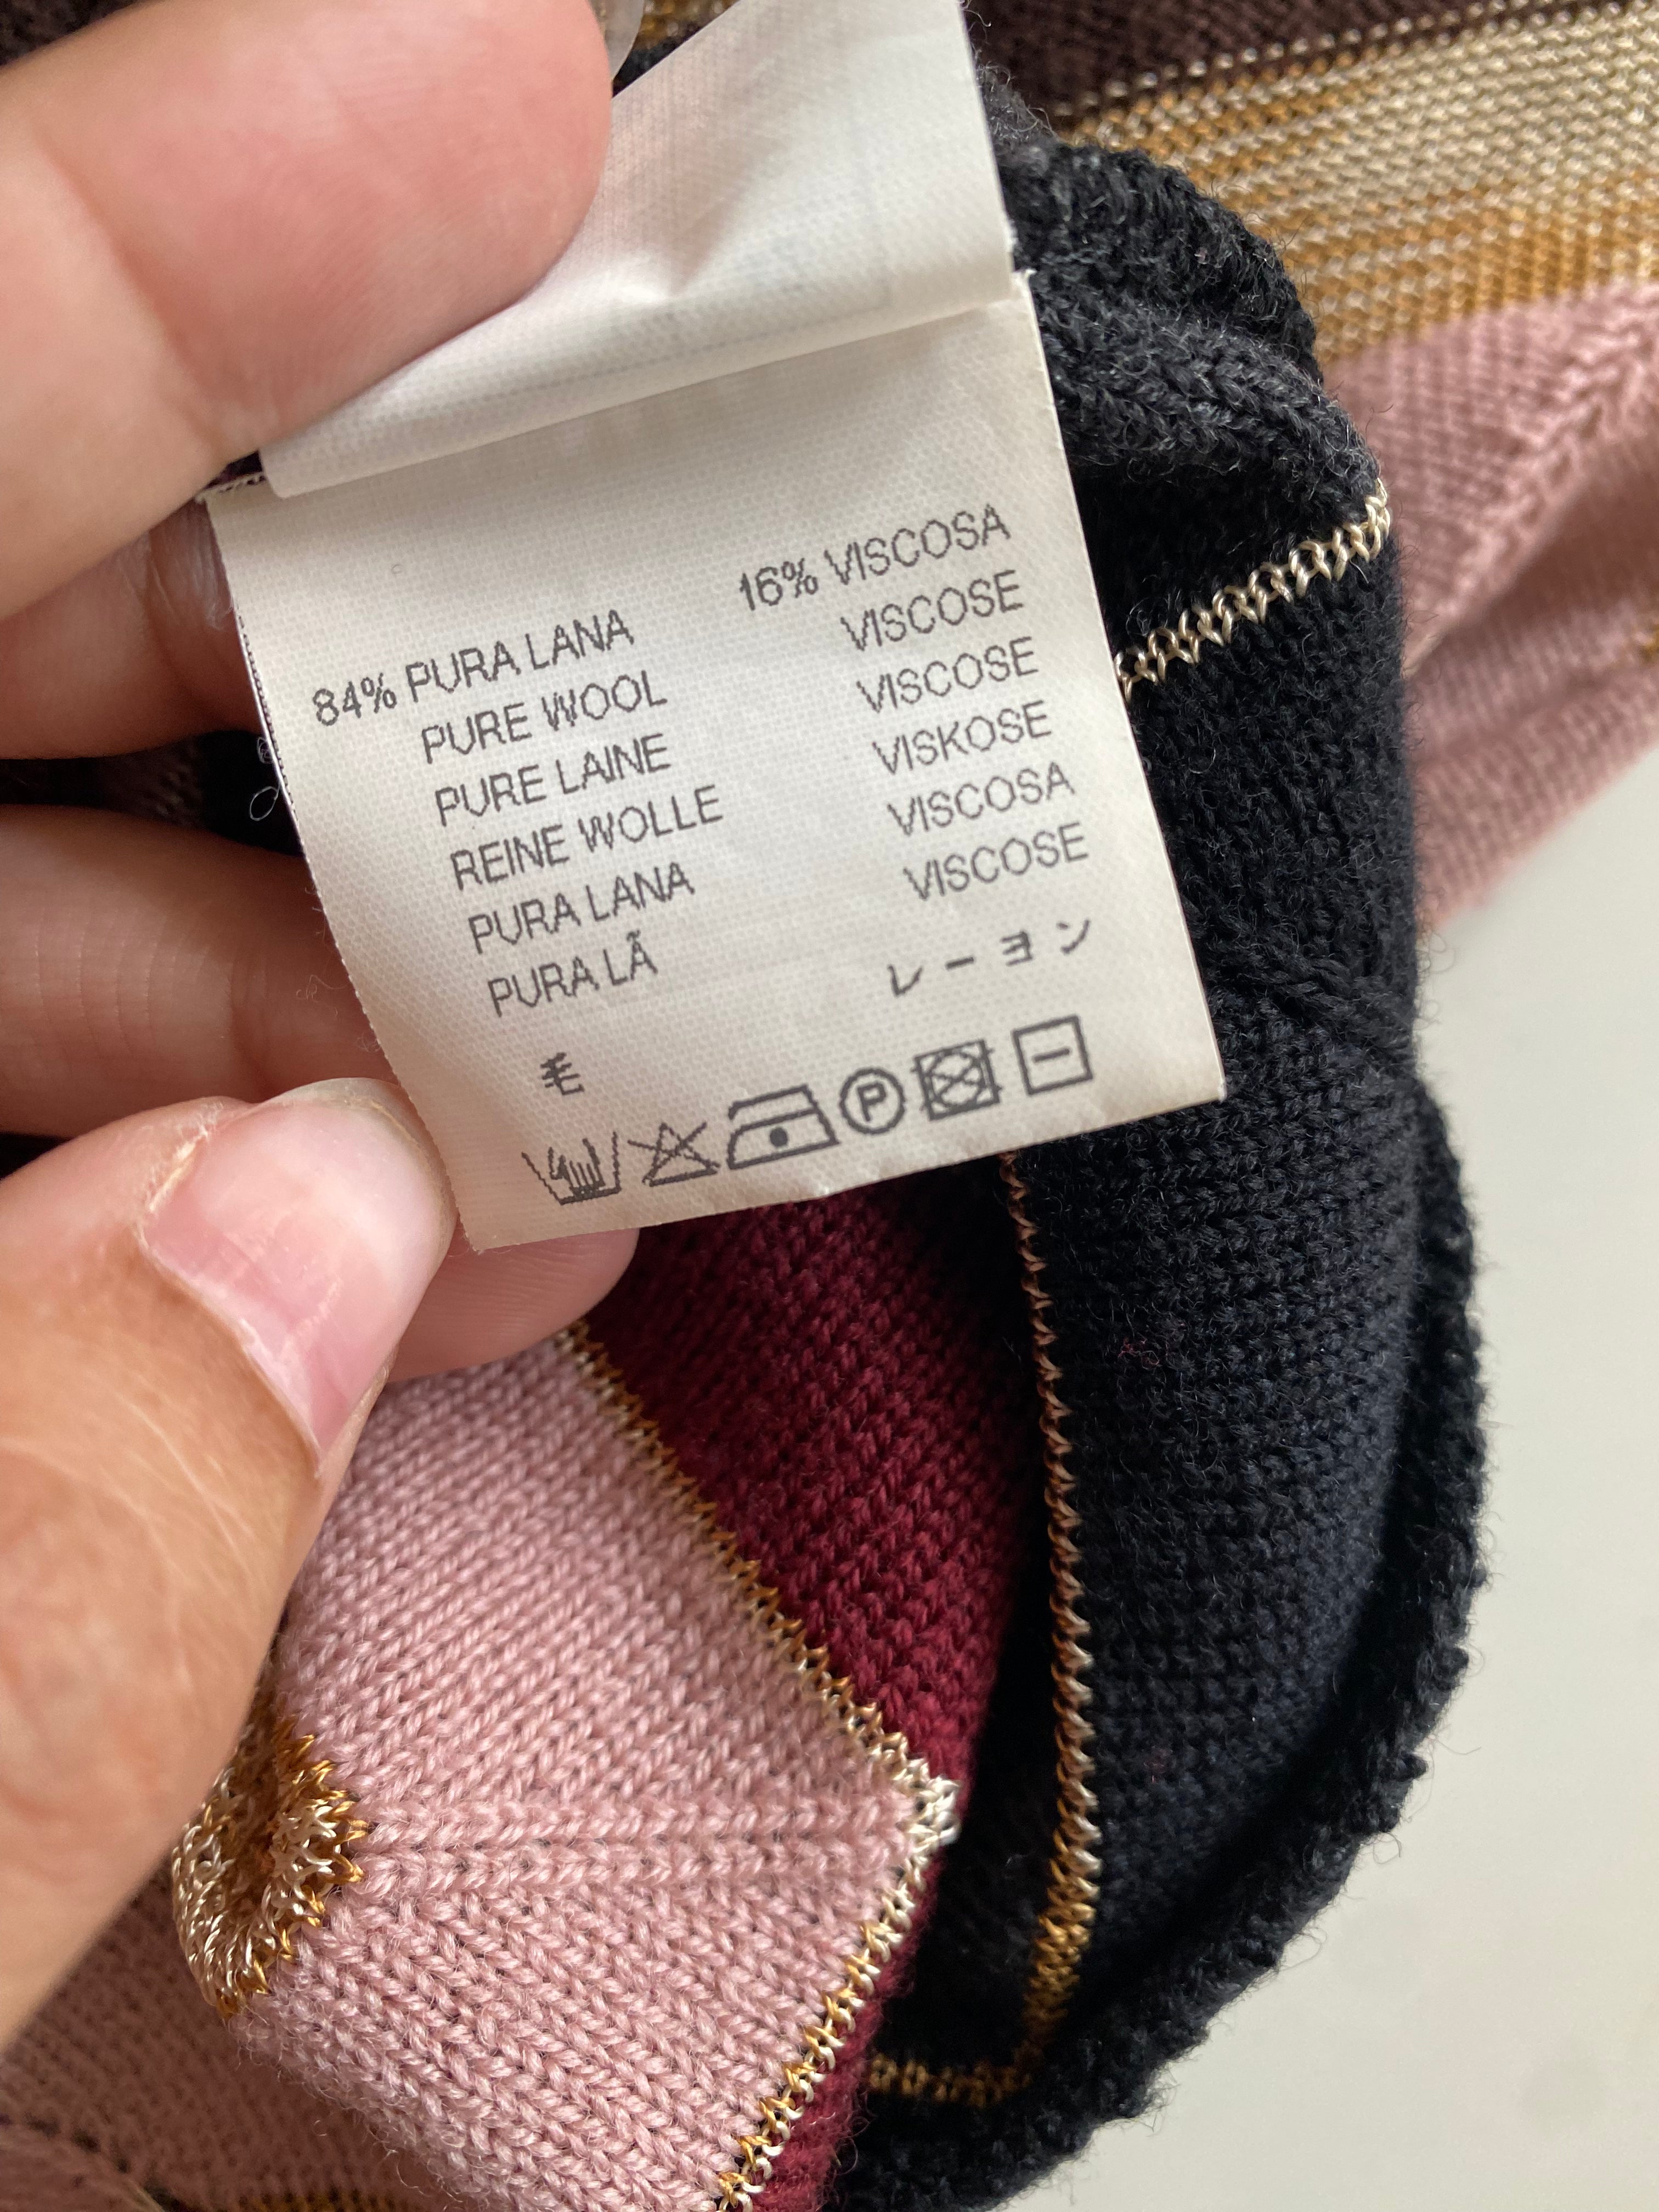 84% PURA LANA 16% VISCOSA
PURE WOOL VISCOSE
PURE LAINE VISCOSE
REINE WOLLE VISKOSE
PURA LANA VISCOSA
PURA LÃ VISCOSE
毛 レーヨン
P